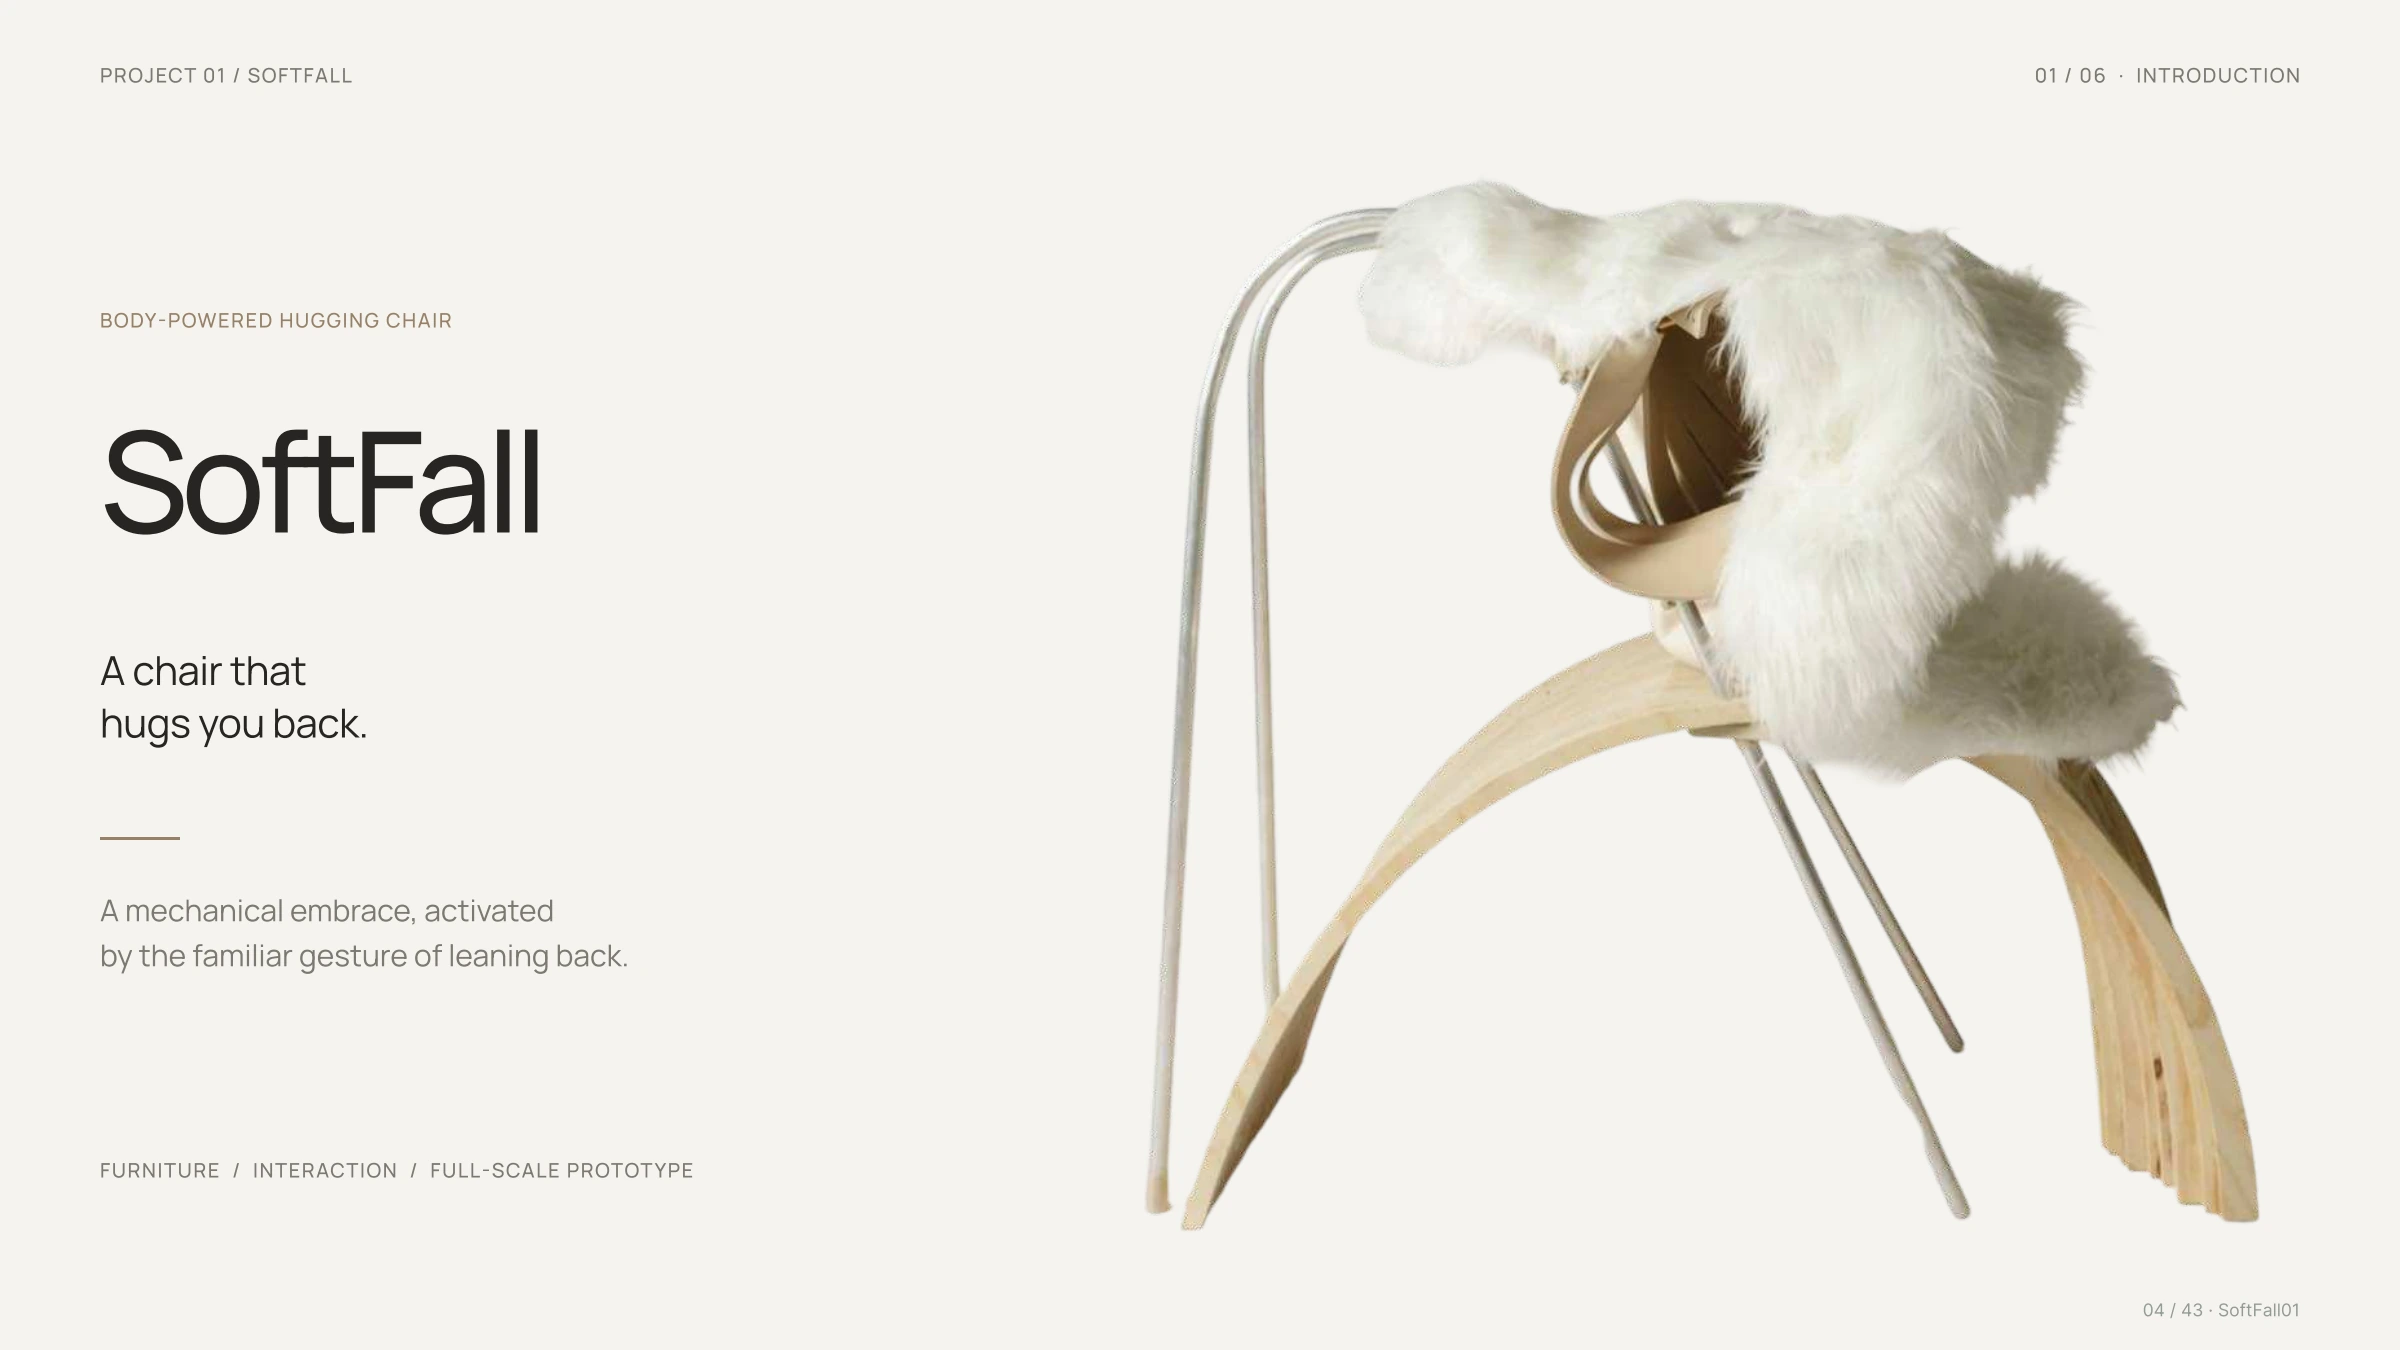 PROJECT 01 / SOFTFALL
01 / 06 · INTRODUCTION
BODY-POWERED HUGGING CHAIR
SoftFall
A chair that
hugs you back.
A mechanical embrace, activated
by the familiar gesture of leaning back.
FURNITURE / INTERACTION / FULL-SCALE PROTOTYPE
04 / 43 · SoftFall01